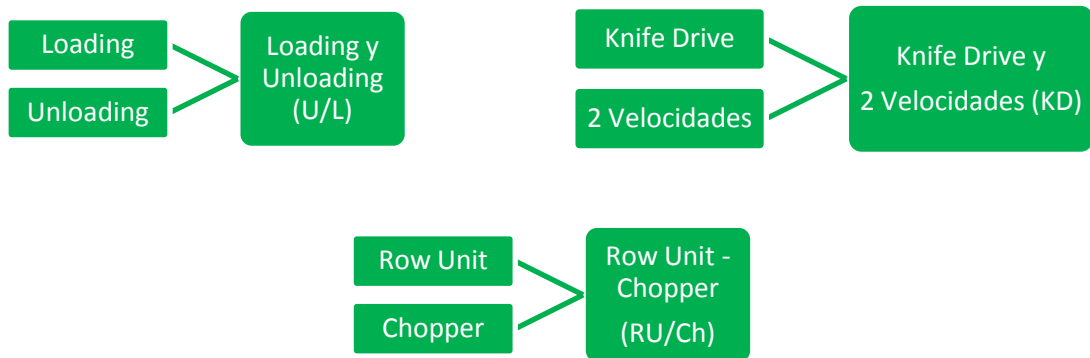 Loading
Unloading
Loading y
Unloading
(U/L)
Knife Drive
2 Velocidades
Knife Drive y
2 Velocidades (KD)
Row Unit
Chopper
Row Unit -
Chopper
(RU/Ch)